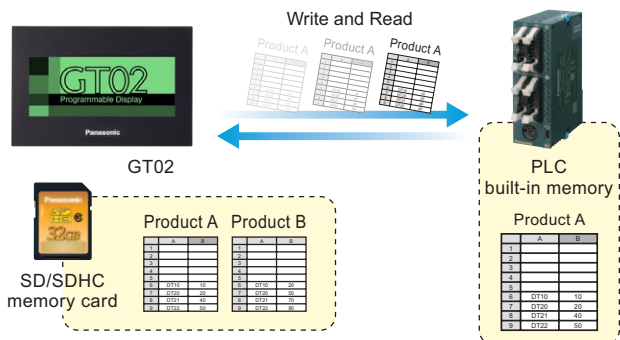 Write and Read
Product A
Product A
Product A
GT02
Programmable Display
Panasonic
GT02
PLC
built-in memory
Panasonic
32GB
SD/SDHC
memory card
Product A
A B
1
2
3
4
5
6 DT10 10
7 DT20 20
8 DT21 40
9 DT22 50
Product B
A B
1
2
3
4
5
6 DT10 20
7 DT20 50
8 DT21 70
9 DT22 90
Product A
A B
1
2
3
4
5
6 DT10 10
7 DT20 20
8 DT21 40
9 DT22 50